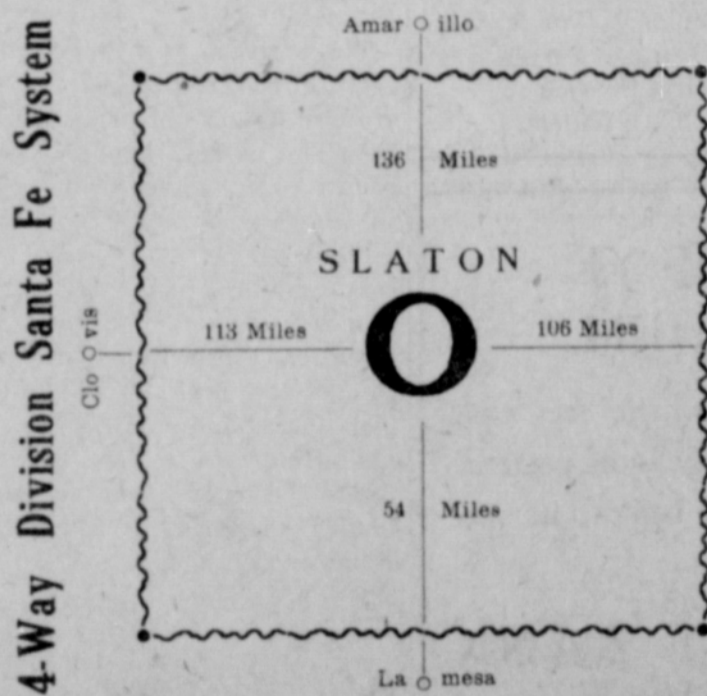 4-Way Division Santa Fe System
Amar illo
136 Miles
SLATON
O
Clo vis
113 Miles
106 Miles
54 Miles
La mesa